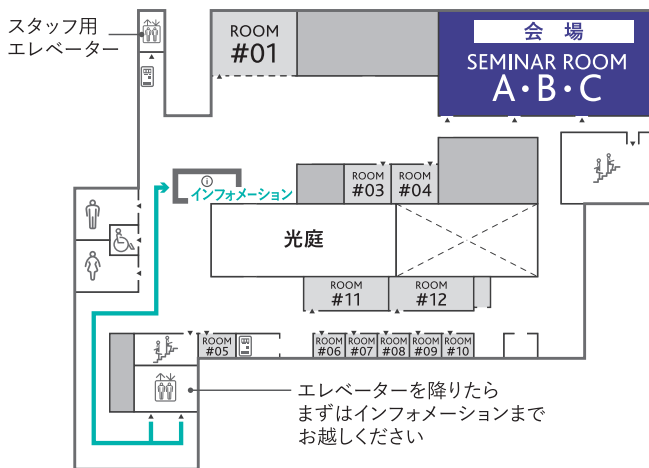 スタッフ用
エレベーター
ROOM
#01
会場
SEMINAR ROOM
A・B・C
インフォメーション
ROOM
#03
ROOM
#04
光庭
ROOM
#11
ROOM
#12
ROOM
#05
ROOM
#06
ROOM
#07
ROOM
#08
ROOM
#09
ROOM
#10
エレベーターを降りたら
まずはインフォメーションまで
お越しください